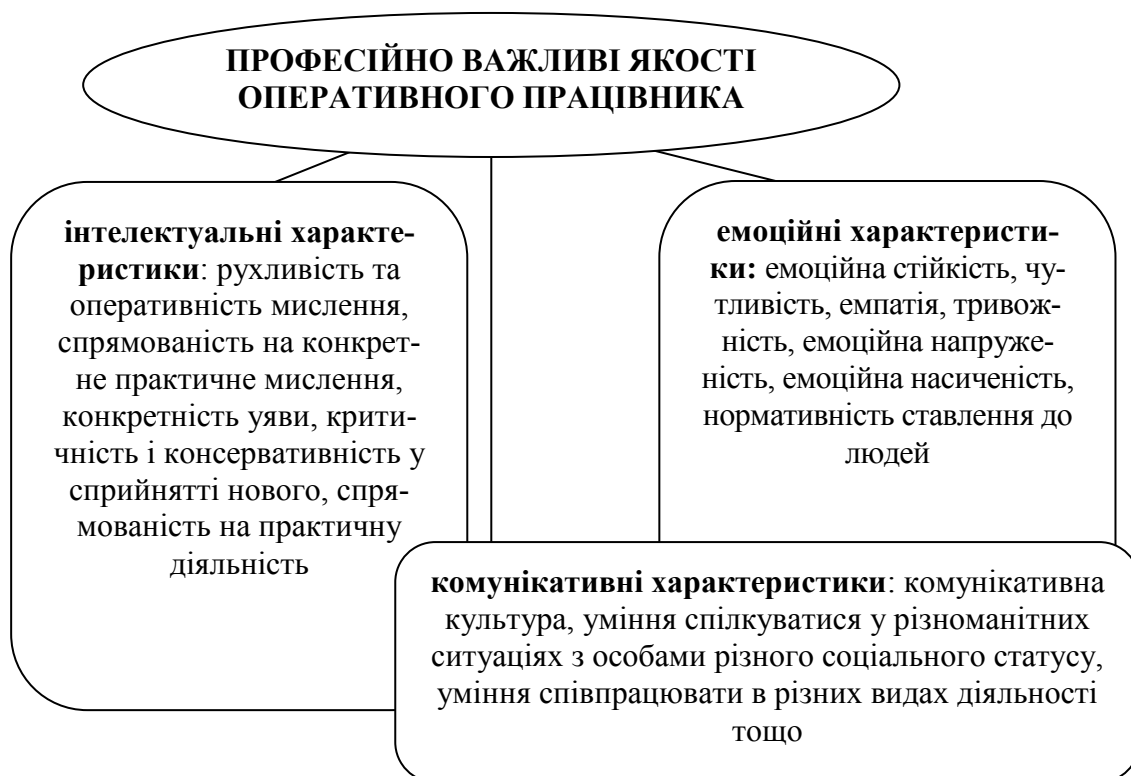 ПРОФЕСІЙНО ВАЖЛИВІ ЯКОСТІ
ОПЕРАТИВНОГО ПРАЦІВНИКА
інтелектуальні характе-
ристики: рухливість та
оперативність мислення,
спрямованість на конкрет-
не практичне мислення,
конкретність уяви, крити-
чність і консервативність у
сприйнятті нового, спря-
мованість на практичну
діяльність
емоційні характеристи-
ки: емоційна стійкість, чу-
тливість, емпатія, тривож-
ність, емоційна напруже-
ність, емоційна насиченість,
нормативність ставлення до
людей
комунікативні характеристики: комунікативна
культура, уміння спілкуватися у різноманітних
ситуаціях з особами різного соціального статусу,
уміння співпрацювати в різних видах діяльності
тощо